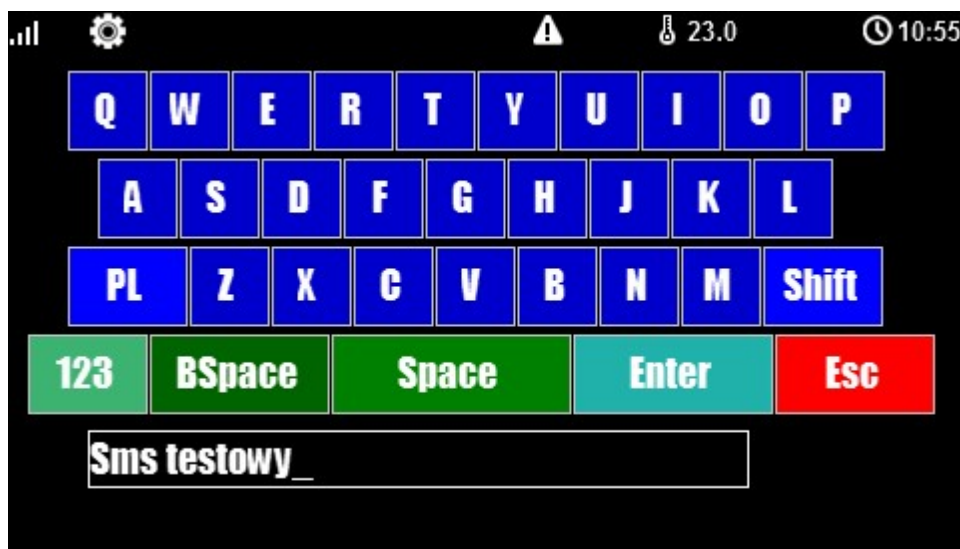 23.0 10:55
Q W E R T Y U I O P
A S D F G H J K L
PL Z X C V B N M Shift
123 BSpace Space Enter Esc
Sms testowy_